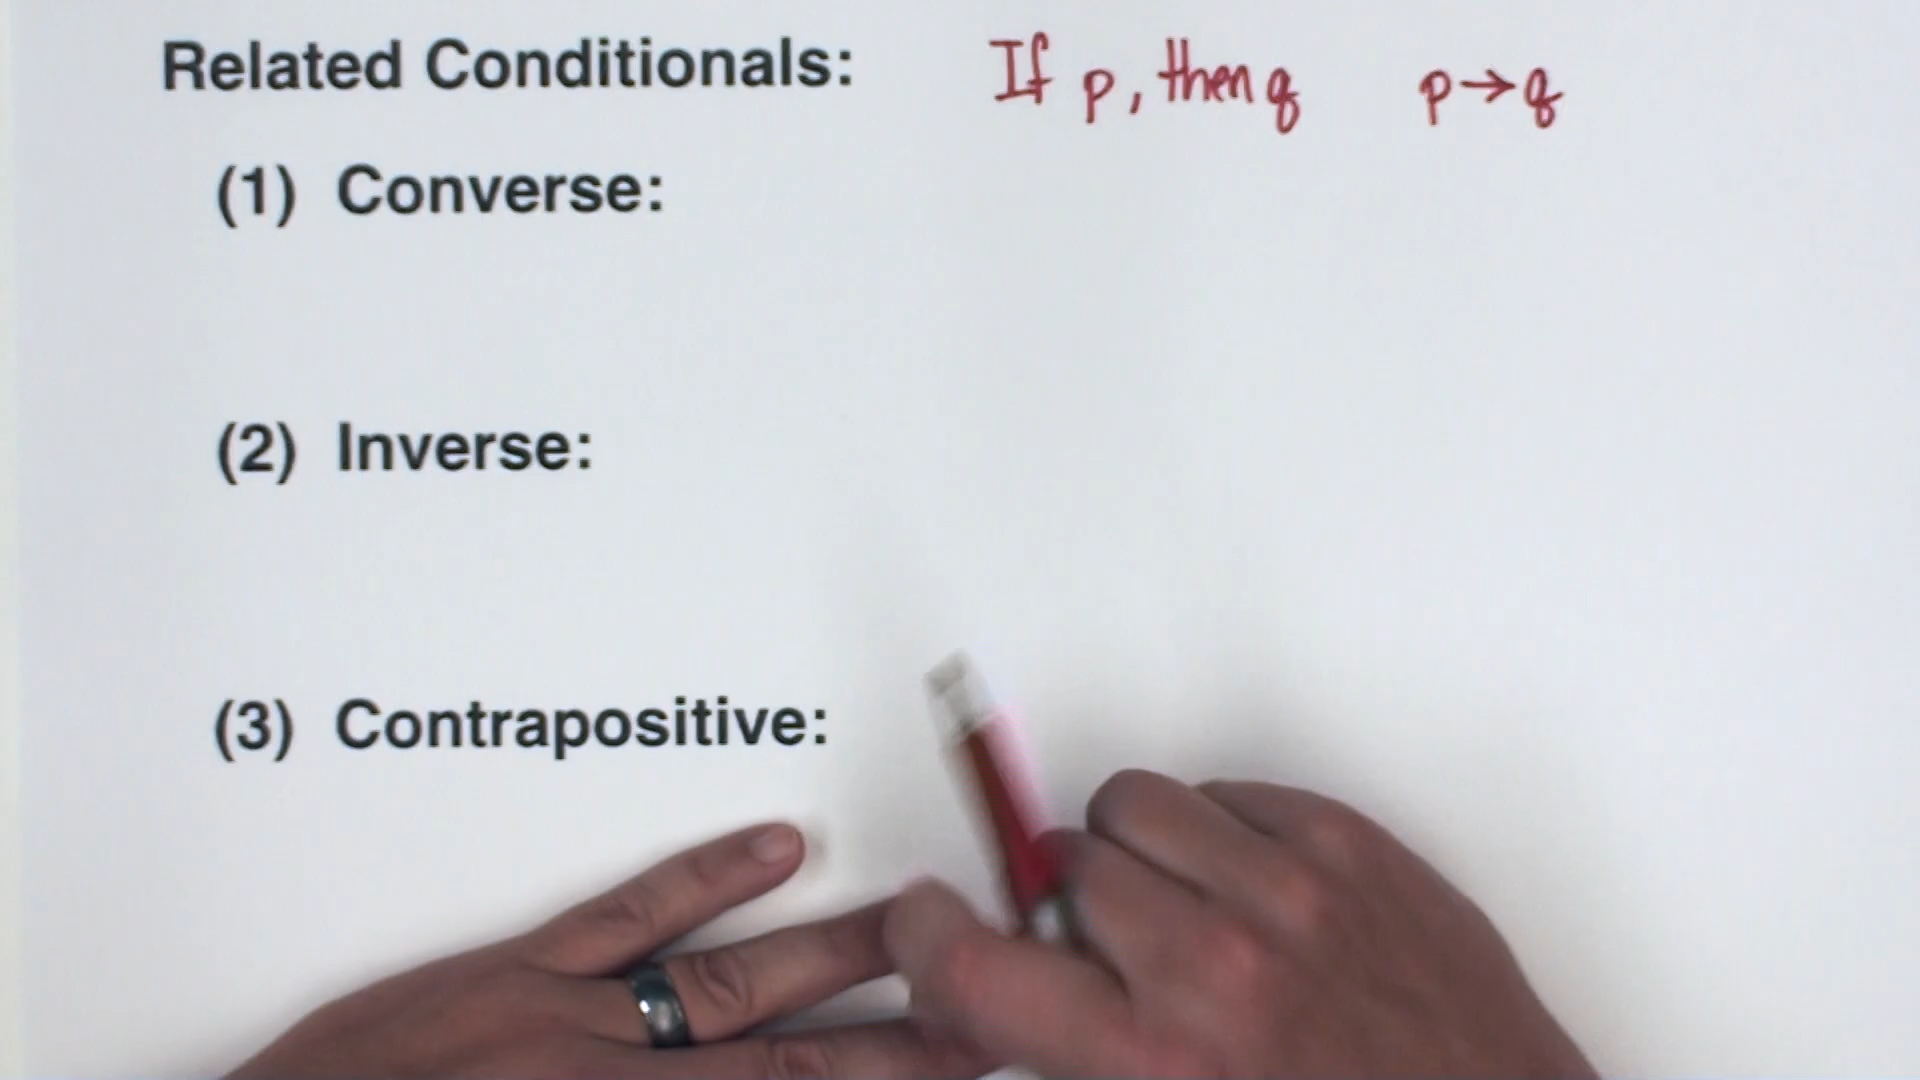 Related Conditionals: If p, then q p→q
(1) Converse:
(2) Inverse:
(3) Contrapositive: